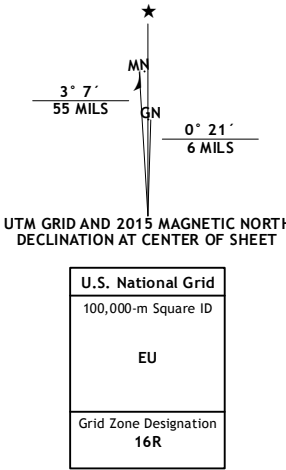 ★
MN
3° 7´
55 MILS
GN
0° 21´
6 MILS
UTM GRID AND 2015 MAGNETIC NORTH
DECLINATION AT CENTER OF SHEET
U.S. National Grid
100,000-m Square ID
EU
Grid Zone Designation
16R